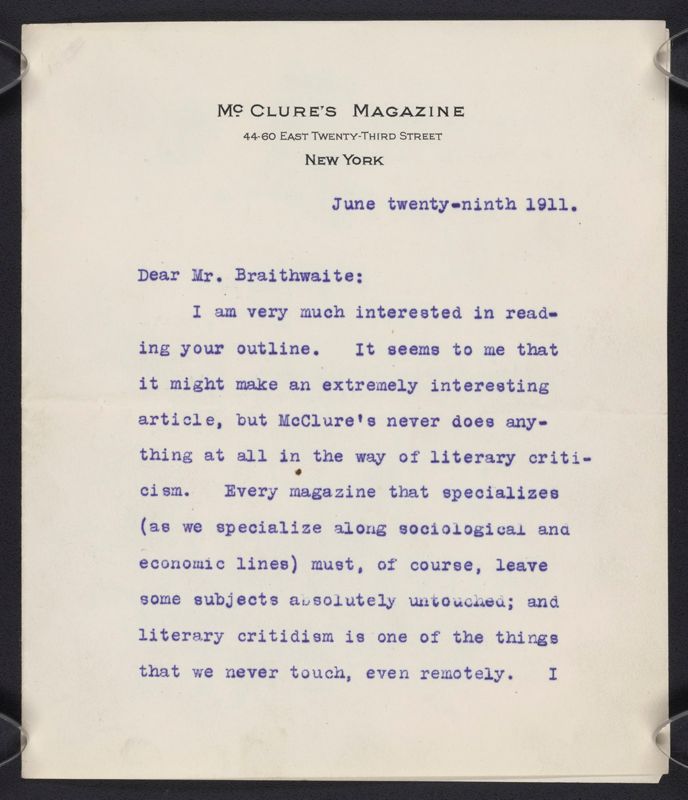 McClure's Magazine
44-60 East Twenty-Third Street
New York
June twenty-ninth 1911.
Dear Mr. Braithwaite:
I am very much interested in read-
ing your outline. It seems to me that
it might make an extremely interesting
article, but McClure's never does any-
thing at all in the way of literary criti-
cism. Every magazine that specializes
(as we specialize along sociological and
economic lines) must, of course, leave
some subjects absolutely untouched; and
literary critidism is one of the things
that we never touch, even remotely. I